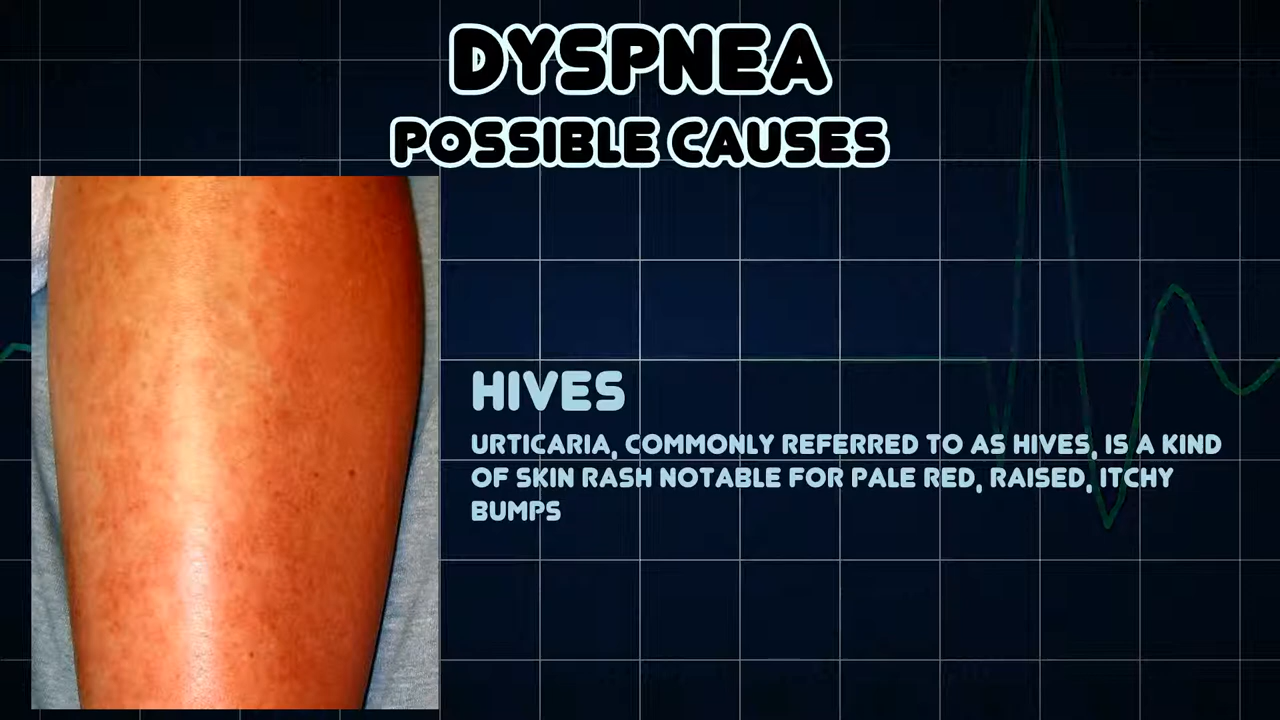 DYSPNEA
POSSIBLE CAUSES
HIVES
URTICARIA, COMMONLY REFERRED TO AS HIVES, IS A KIND
OF SKIN RASH NOTABLE FOR PALE RED, RAISED, ITCHY
BUMPS